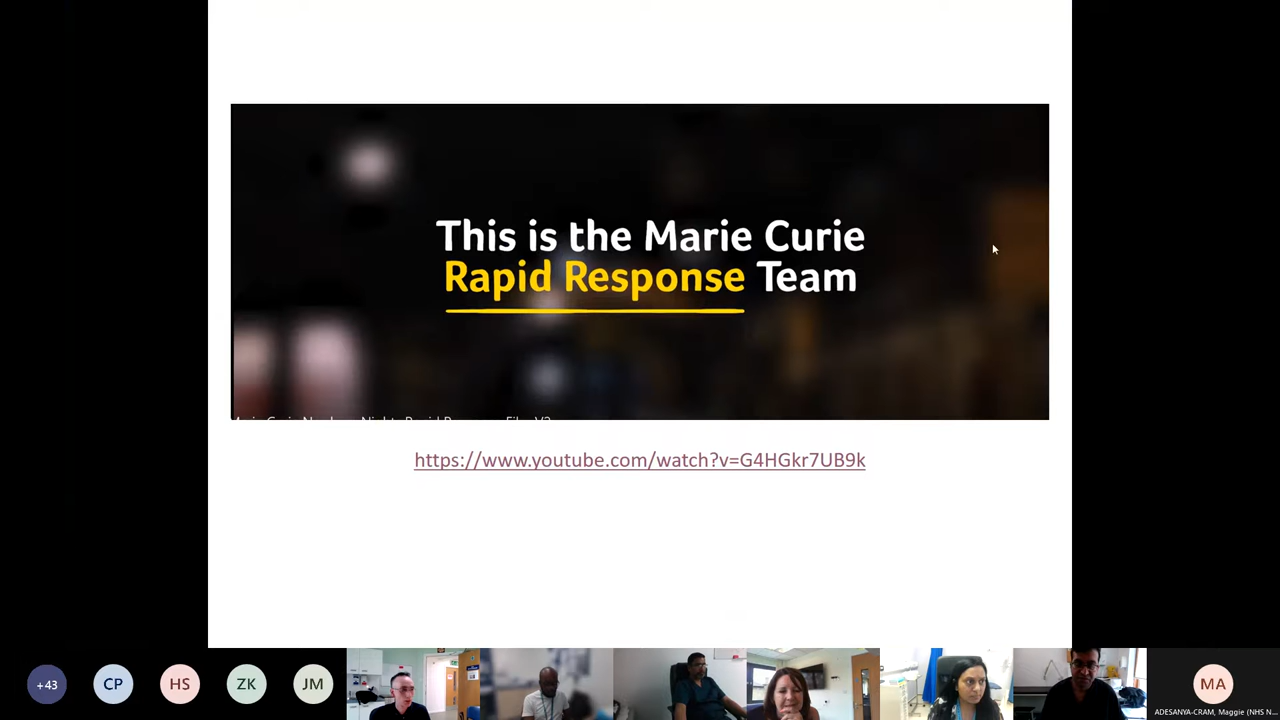 This is the Marie Curie
Rapid Response Team
https://www.youtube.com/watch?v=G4HGkr7UB9k
+43
CP
HS
ZK
JM
MA
ADESANYA-CRAM, Maggie (NHS N...